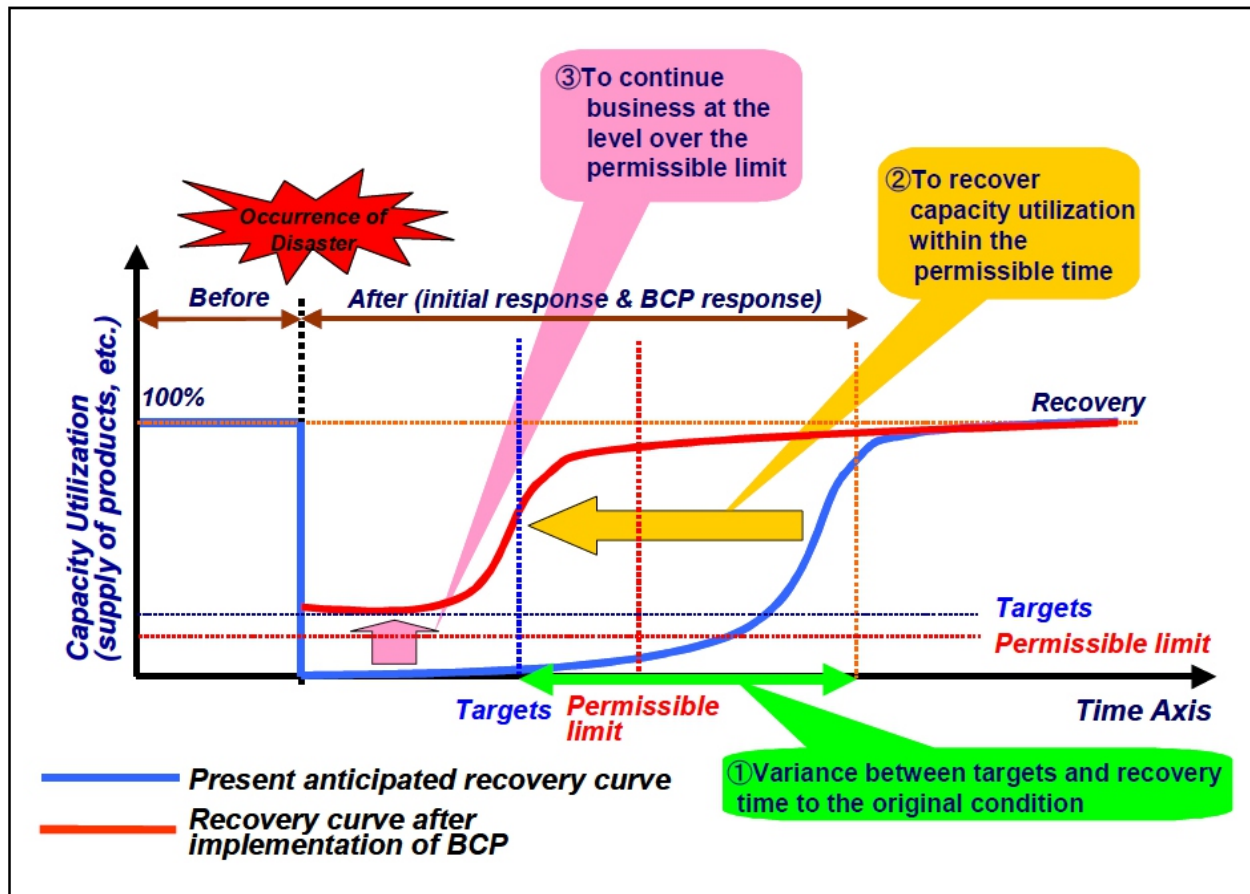 ③To continue
business at the
level over the
permissible limit
②To recover
capacity utilization
within the
permissible time
Occurrence of
Disaster
Before
After (initial response & BCP response)
Capacity Utilization
(supply of products, etc.)
100%
Recovery
Targets
Permissible limit
Targets
Permissible
limit
Time Axis
①Variance between targets and recovery
time to the original condition
Present anticipated recovery curve
Recovery curve after
implementation of BCP